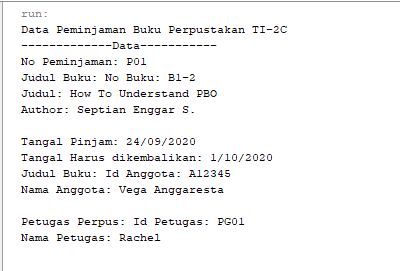 run:
Data Peminjaman Buku Perpustakan TI-2C
-------------Data-----------
No Peminjaman: P01
Judul Buku: No Buku: B1-2
Judul: How To Understand PBO
Author: Septian Enggar S.
Tangal Pinjam: 24/09/2020
Tangal Harus dikembalikan: 1/10/2020
Judul Buku: Id Anggota: A12345
Nama Anggota: Vega Anggaresta
Petugas Perpus: Id Petugas: PG01
Nama Petugas: Rachel